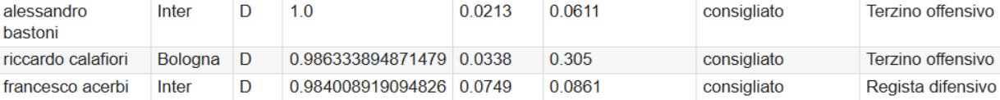 alessandro bastoni Inter D 1.0 0.0213 0.0611 consigliato Terzino offensivo
riccardo calafiori Bologna D 0.986333894871479 0.0338 0.305 consigliato Terzino offensivo
francesco acerbi Inter D 0.984008919094826 0.0749 0.0861 consigliato Regista difensivo